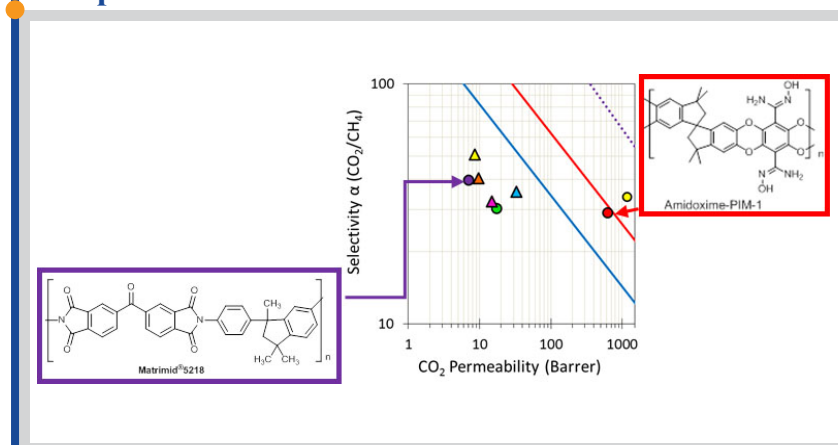 100
10
1
10
100
1000
Selectivity α (CO₂/CH₄)
CO₂ Permeability (Barrer)
OH
H₂N
N
O
O
O
O
n
N
NH₂
OH
Amidoxime-PIM-1
O
O
O
O
O
N
N
CH₃
H₃C
CH₃
n
Matrimid®5218